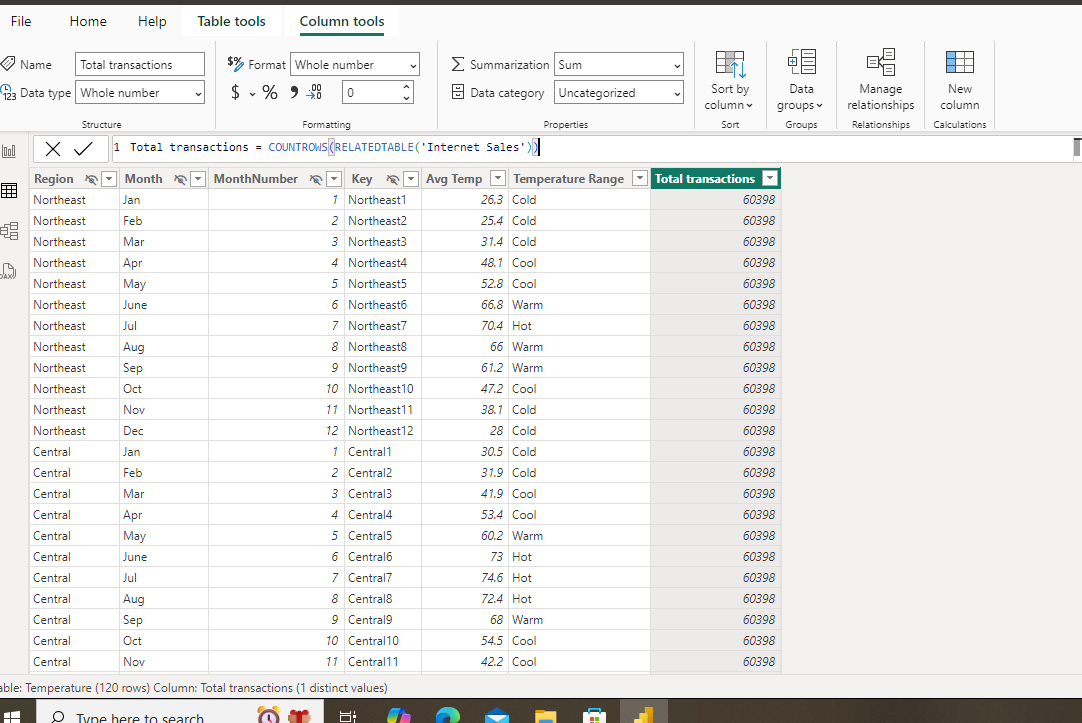 File Home Help Table tools Column tools
Name Total transactions $% Format Whole number Summarization Sum
Data type Whole number $ % 0 Data category Uncategorized
Sort by column Data groups Manage relationships New column
Structure Formatting Properties Sort Groups Relationships Calculations
1 Total transactions = COUNTROWS(RELATEDTABLE('Internet Sales'))
Region Month MonthNumber Key Avg Temp Temperature Range Total transactions
Northeast Jan 1 Northeast1 26.3 Cold 60398
Northeast Feb 2 Northeast2 25.4 Cold 60398
Northeast Mar 3 Northeast3 31.4 Cold 60398
Northeast Apr 4 Northeast4 48.1 Cool 60398
Northeast May 5 Northeast5 52.8 Cool 60398
Northeast June 6 Northeast6 66.8 Warm 60398
Northeast Jul 7 Northeast7 70.4 Hot 60398
Northeast Aug 8 Northeast8 66 Warm 60398
Northeast Sep 9 Northeast9 61.2 Warm 60398
Northeast Oct 10 Northeast10 47.2 Cool 60398
Northeast Nov 11 Northeast11 38.1 Cold 60398
Northeast Dec 12 Northeast12 28 Cold 60398
Central Jan 1 Central1 30.5 Cold 60398
Central Feb 2 Central2 31.9 Cold 60398
Central Mar 3 Central3 41.9 Cool 60398
Central Apr 4 Central4 53.4 Cool 60398
Central May 5 Central5 60.2 Warm 60398
Central June 6 Central6 73 Hot 60398
Central Jul 7 Central7 74.6 Hot 60398
Central Aug 8 Central8 72.4 Hot 60398
Central Sep 9 Central9 68 Warm 60398
Central Oct 10 Central10 54.5 Cool 60398
Central Nov 11 Central11 42.2 Cool 60398
able: Temperature (120 rows) Column: Total transactions (1 distinct values)
Type here to search